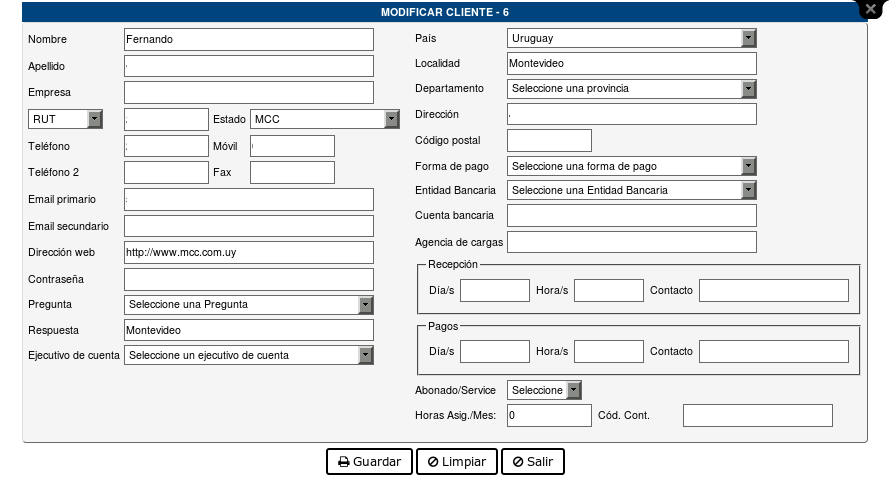 MODIFICAR CLIENTE - 6
Nombre Fernando
Apellido
Empresa
RUT Estado MCC
Teléfono Móvil
Teléfono 2 Fax
Email primario
Email secundario
Dirección web http://www.mcc.com.uy
Contraseña
Pregunta Seleccione una Pregunta
Respuesta Montevideo
Ejecutivo de cuenta Seleccione un ejecutivo de cuenta
País Uruguay
Localidad Montevideo
Departamento Seleccione una provincia
Dirección
Código postal
Forma de pago Seleccione una forma de pago
Entidad Bancaria Seleccione una Entidad Bancaria
Cuenta bancaria
Agencia de cargas
Recepción
Día/s Hora/s Contacto
Pagos
Día/s Hora/s Contacto
Abonado/Service Seleccione
Horas Asig./Mes: 0 Cód. Cont.
Guardar Limpiar Salir